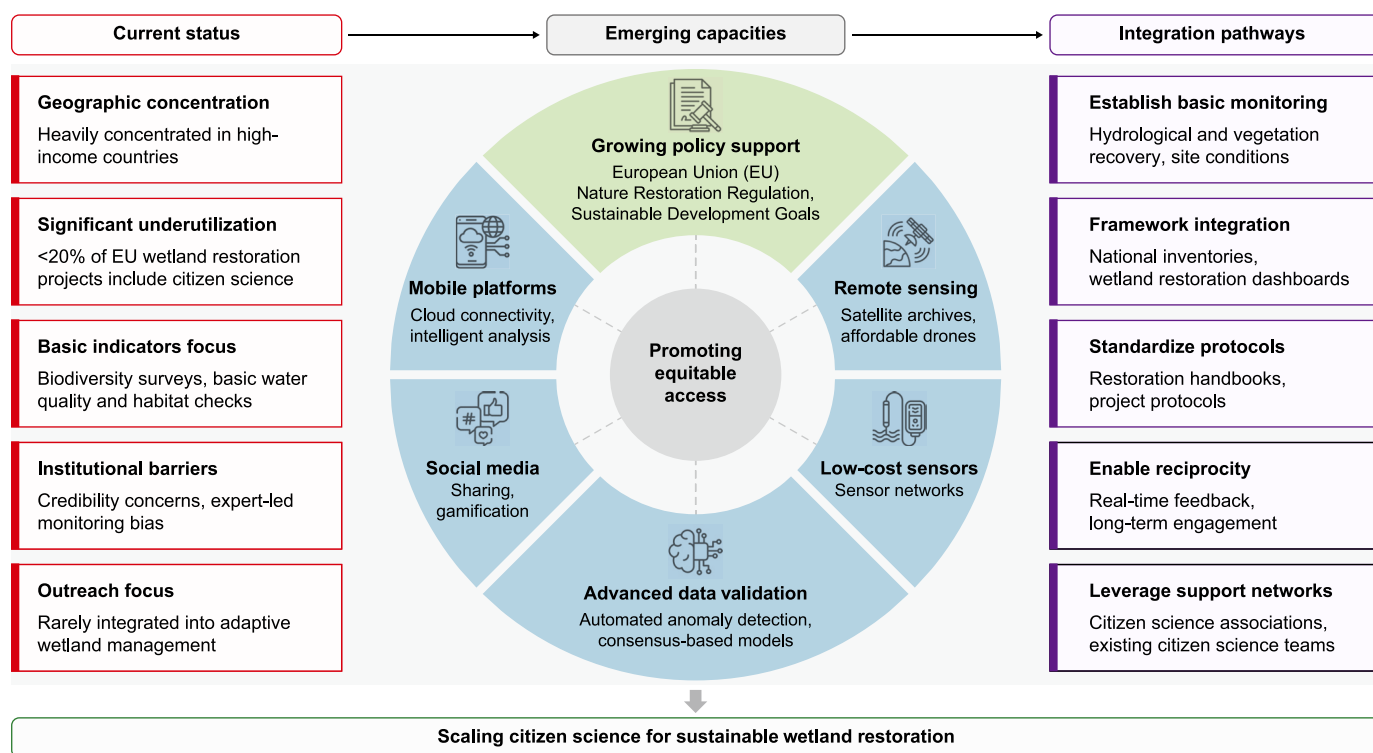 Current status
Emerging capacities
Integration pathways
Geographic concentration
Heavily concentrated in high-
income countries
Significant underutilization
<20% of EU wetland restoration
projects include citizen science
Basic indicators focus
Biodiversity surveys, basic water
quality and habitat checks
Institutional barriers
Credibility concerns, expert-led
monitoring bias
Outreach focus
Rarely integrated into adaptive
wetland management
Growing policy support
European Union (EU)
Nature Restoration Regulation,
Sustainable Development Goals
Mobile platforms
Cloud connectivity,
intelligent analysis
Remote sensing
Satellite archives,
affordable drones
Promoting
equitable
access
#
Social media
Sharing,
gamification
Low-cost sensors
Sensor networks
Advanced data validation
Automated anomaly detection,
consensus-based models
Establish basic monitoring
Hydrological and vegetation
recovery, site conditions
Framework integration
National inventories,
wetland restoration dashboards
Standardize protocols
Restoration handbooks,
project protocols
Enable reciprocity
Real-time feedback,
long-term engagement
Leverage support networks
Citizen science associations,
existing citizen science teams
Scaling citizen science for sustainable wetland restoration